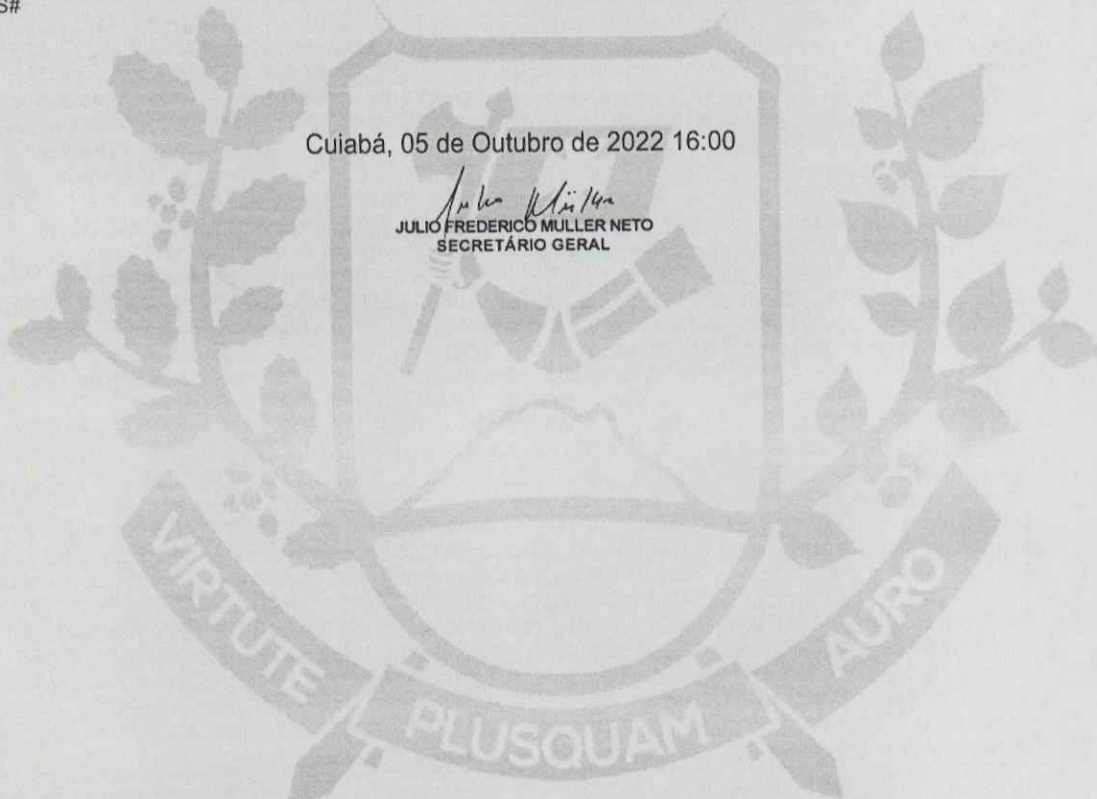 S#
Cuiabá, 05 de Outubro de 2022 16:00
JULIO FREDERICO MULLER NETO
SECRETÁRIO GERAL
VIRTUTE PLUSQUAM AURO